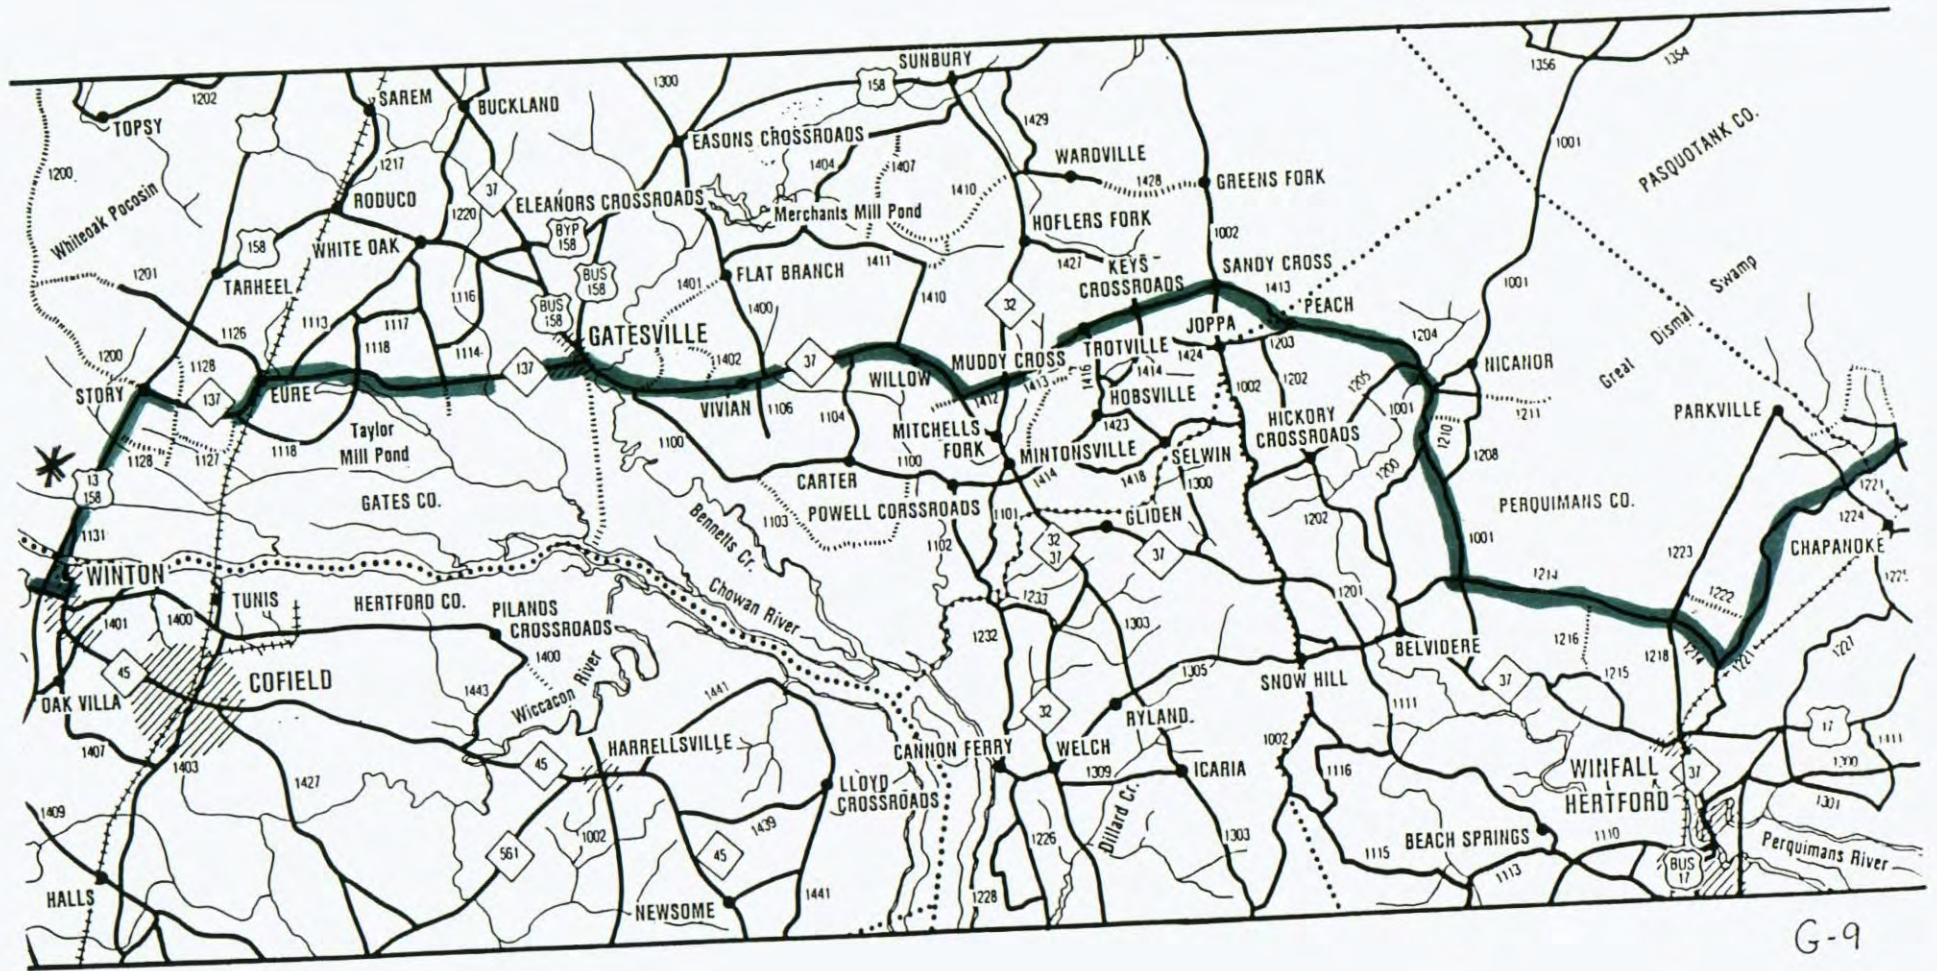 SUNBURY
158
1300
1202
SAREM
BUCKLAND
TOPSY
1356
1354
EASONS CROSSROADS
1429
1404
1407
WARDVILLE
1001
PASQUOTANK CO.
1200
1217
37
1410
1428
GREENS FORK
Whiteoak Pocosin
RODUCO
1220
ELEANORS CROSSROADS
Merchants Mill Pond
HOFLERS FORK
158
WHITE OAK
BYP
158
1411
1427
1002
1201
TARHEEL
BUS
158
1401
FLAT BRANCH
KEYS-
CROSSROADS
SANDY CROSS
1413
PEACH
1001
Great Dismal Swamp
1116
BUS
158
1400
1410
32
1126
1113
1117
GATESVILLE
JOPPA
1204
1200
1128
1118
1114
137
1402
37
MUDDY CROSS
TROTVILLE
1424
1203
NICANOR
STORY
137
EURE
VIVIAN
WILLOW
1412
1413
1416
1414
1002
1202
1205
1106
1104
HOBSVILLE
HICKORY
CROSSROADS
1001
1210
1211
PARKVILLE
1128
1127
1118
Taylor
Mill Pond
1100
MITCHELLS
FORK
1423
MINTONSVILLE
SELWIN
1200
1208
13
158
GATES CO.
CARTER
1100
1414
1418
1300
1221
1103
POWELL CORSSROADS
1202
PERQUIMANS CO.
1224
1131
Bennetts Cr.
1101
GLIDEN
1102
32
37
37
1001
1223
CHAPANOKE
WINTON
Chowan River
1214
1222
1225
TUNIS
HERTFORD CO.
PILANDS
CROSSROADS
1233
1201
1401
1400
1232
1303
1216
1218
1214
1221
1227
45
COFIELD
1400
Wiccacon River
1305
BELVIDERE
37
1215
OAK VILLA
1443
1441
SNOW HILL
32
RYLAND
1111
17
1407
1403
HARRELLSVILLE
CANNON FERRY
WELCH
1002
1411
45
1309
ICARIA
1116
WINFALL
HERTFORD
37
1300
1427
LLOYD
CROSSROADS
1301
1409
1439
Dillard Cr.
1002
561
45
1226
1303
BEACH SPRINGS
1110
Perquimans River
1115
1113
BUS
17
HALLS
1441
1228
NEWSOME
G-9